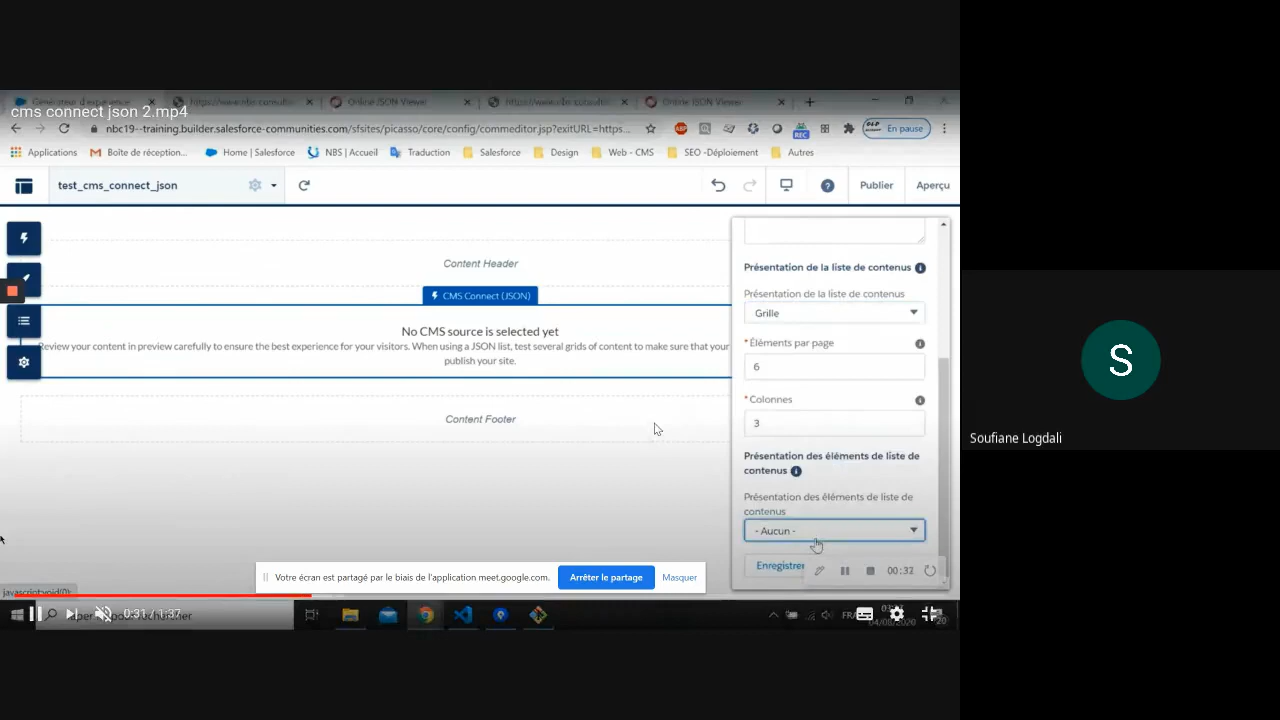 cms connect json 2.mp4
Générateur d'expérience
Online JSON Viewer
Online JSON Viewer
nbc19--training.builder.salesforce-communities.com/sfsites/picasso/core/config/commeditor.jsp?exitURL=https...
REC
En pause
Applications
Boîte de réception...
Home | Salesforce
NBS | Accueil
Traduction
Salesforce
Design
Web - CMS
SEO -Déploiement
Autres
test_cms_connect_json
Publier
Aperçu
Content Header
CMS Connect (JSON)
No CMS source is selected yet
Review your content in preview carefully to ensure the best experience for your visitors. When using a JSON list, test several grids of content to make sure that your
publish your site.
Content Footer
Présentation de la liste de contenus
Présentation de la liste de contenus
Grille
*Éléments par page
6
*Colonnes
3
Présentation des éléments de liste de
contenus
Présentation des éléments de liste de
contenus
- Aucun -
Enregistrer
00:32
Votre écran est partagé par le biais de l'application meet.google.com.
Arrêter le partage
Masquer
javascript:void(0);
0:31 / 1:37
04/08/2020
S
Soufiane Logdali